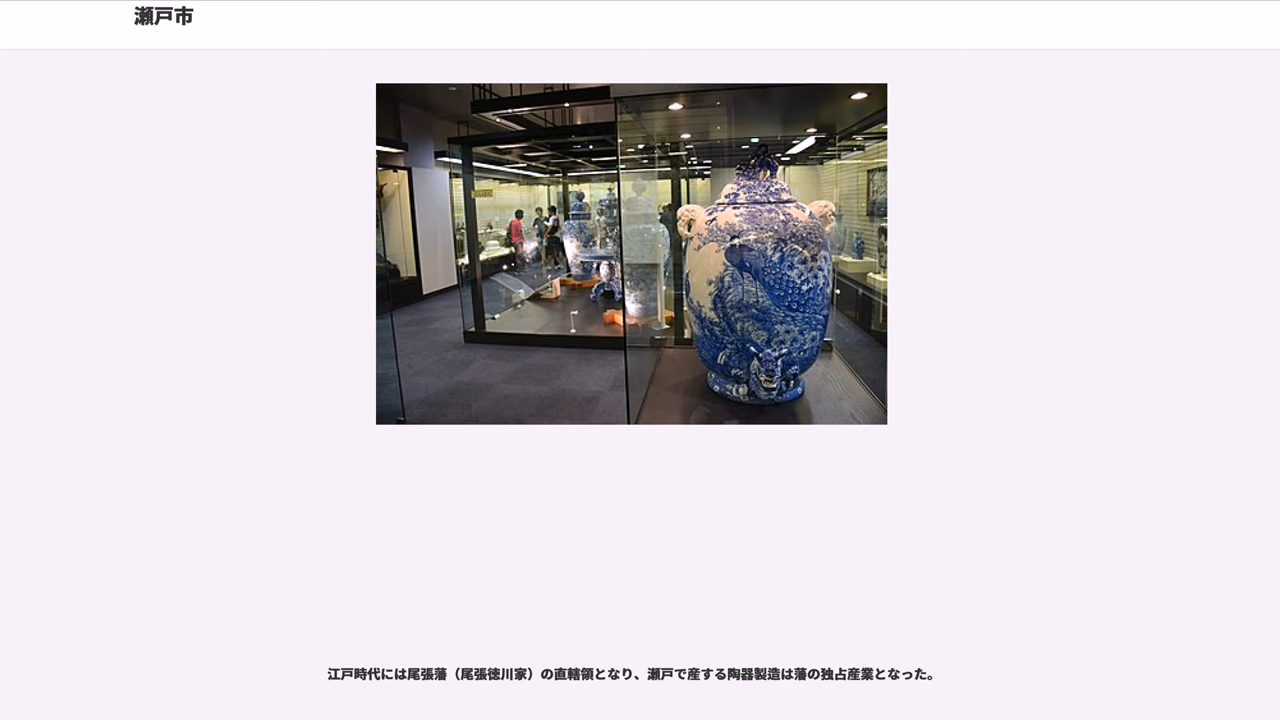 瀬戸市
江戸時代には尾張藩（尾張徳川家）の直轄領となり、瀬戸で産する陶器製造は藩の独占産業となった。